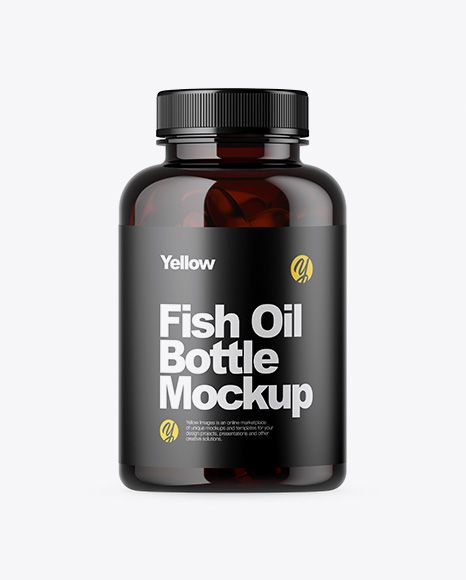 Yellow
Fish Oil
Bottle
Mockup
Yellow Images is an online marketplace
of unique mockups and templates for your
design projects, presentations and other
creative solutions.